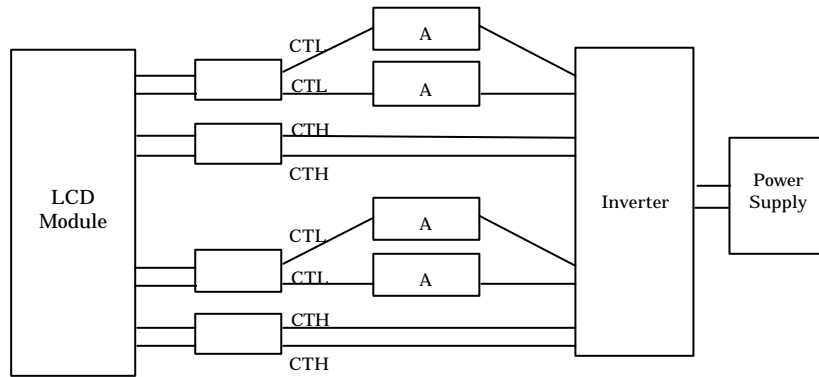 A
CTL
CTL
A
CTH
CTH
LCD
Module
Inverter
Power
Supply
A
CTL
CTL
A
CTH
CTH